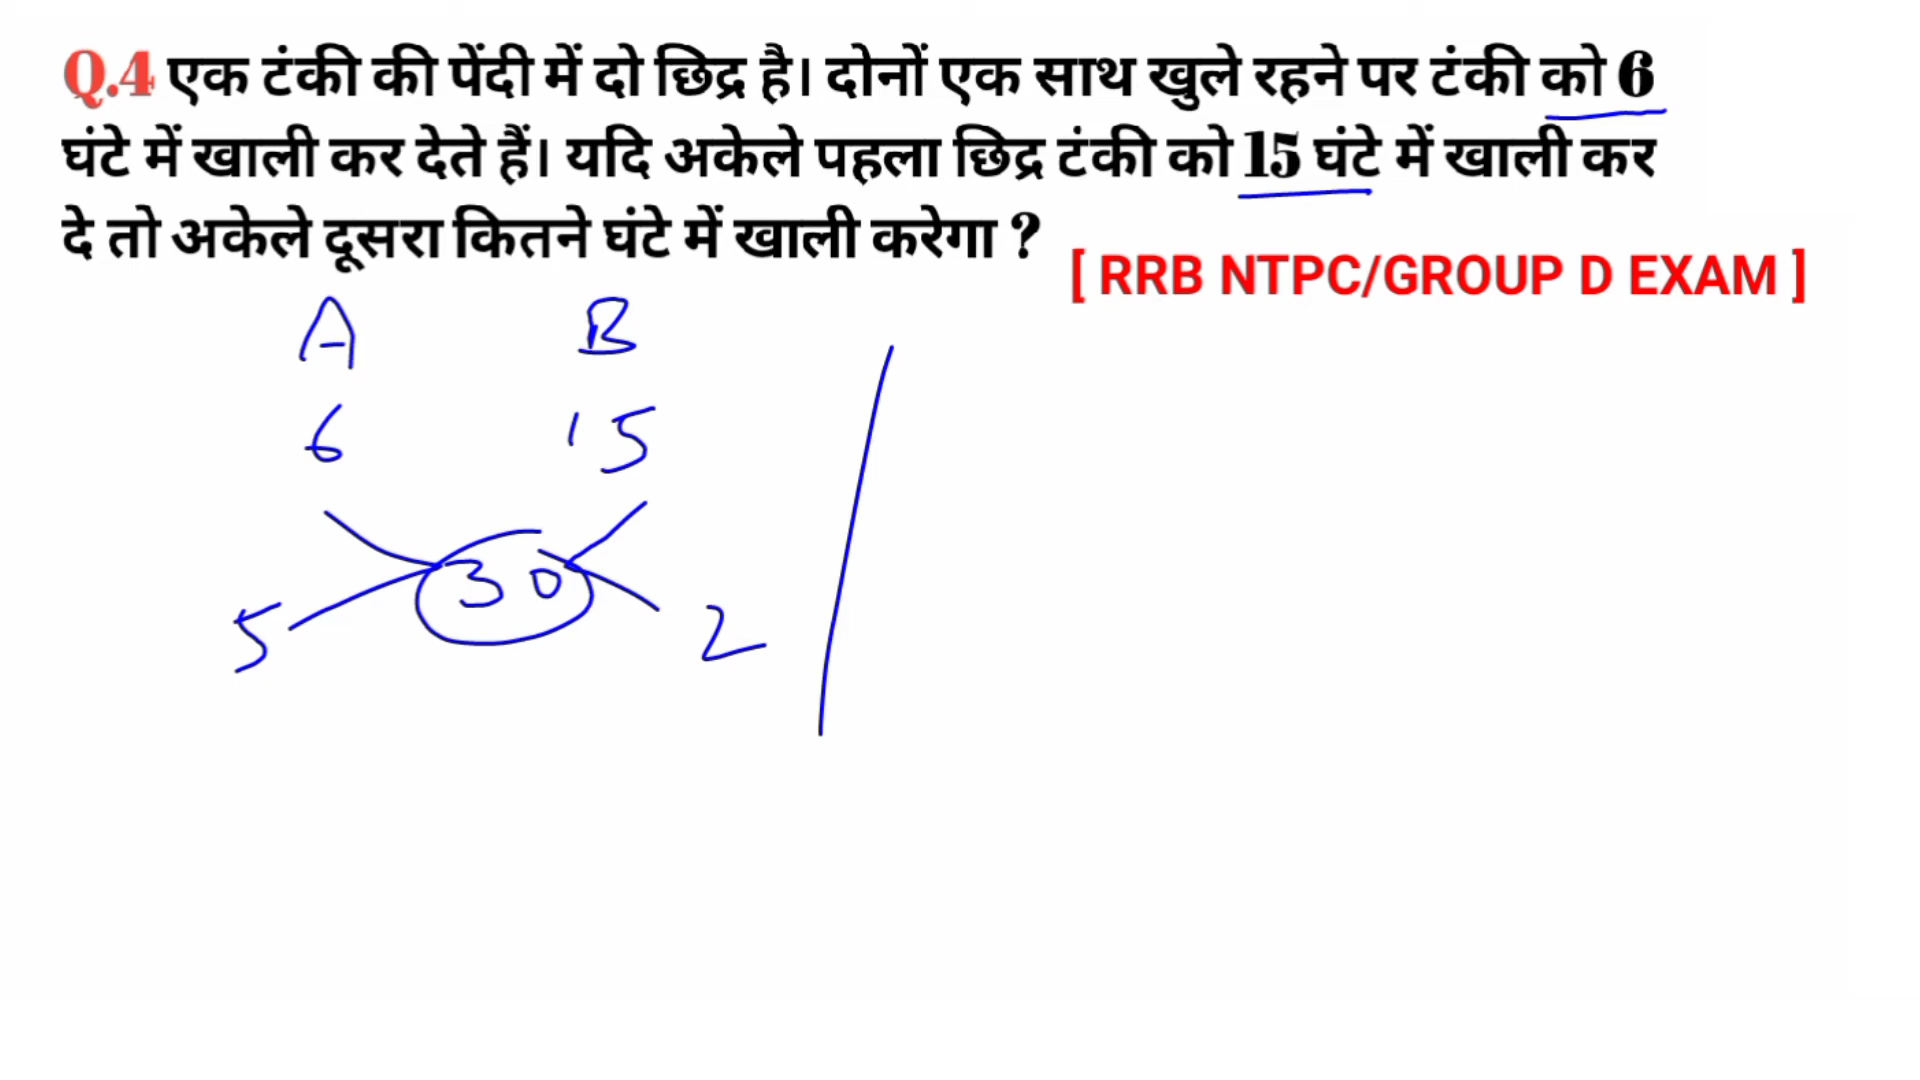 Q.4 एक टंकी की पेंदी में दो छिद्र है। दोनों एक साथ खुले रहने पर टंकी को 6
घंटे में खाली कर देते हैं। यदि अकेले पहला छिद्र टंकी को 15 घंटे में खाली कर
दे तो अकेले दूसरा कितने घंटे में खाली करेगा ?
[ RRB NTPC/GROUP D EXAM ]
A B
6 15
30
5 2